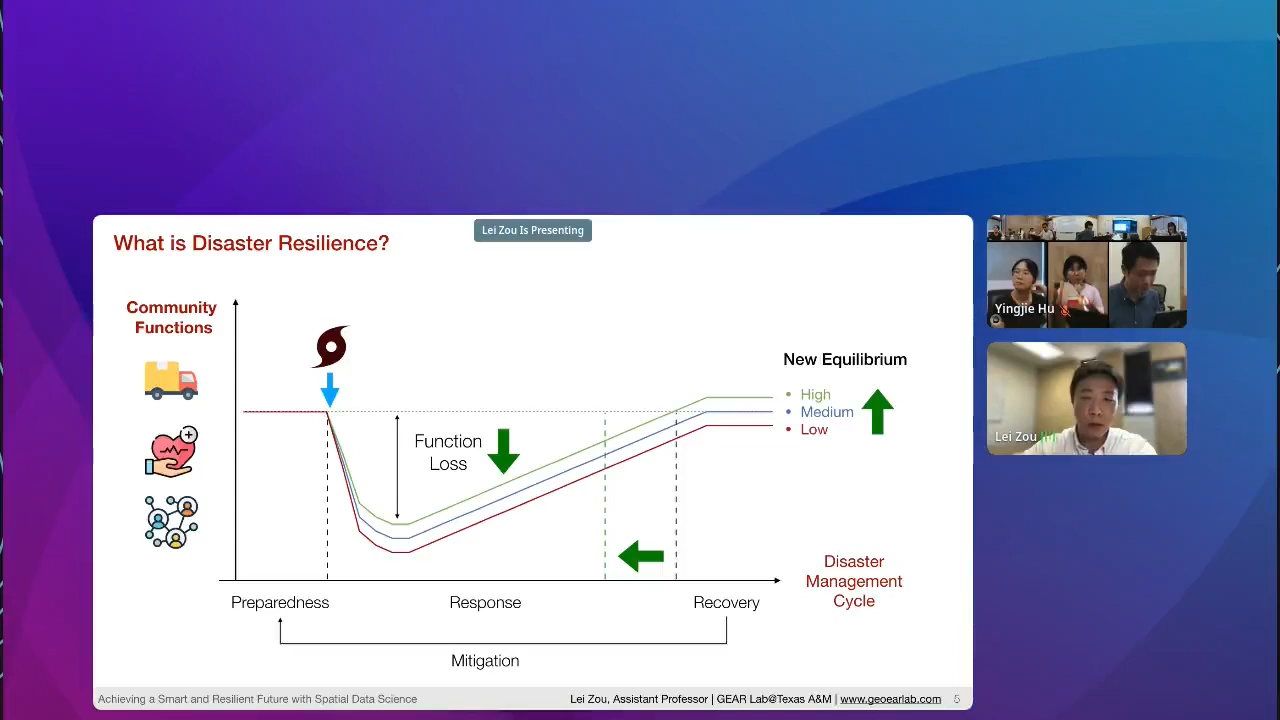 Lei Zou Is Presenting
What is Disaster Resilience?
Community
Functions
New Equilibrium
• High
• Medium
• Low
Function
Loss
Disaster
Management
Cycle
Preparedness
Response
Recovery
Mitigation
Achieving a Smart and Resilient Future with Spatial Data Science
Lei Zou, Assistant Professor | GEAR Lab@Texas A&M | www.geoearlab.com
5
Yingjie Hu
Lei Zou